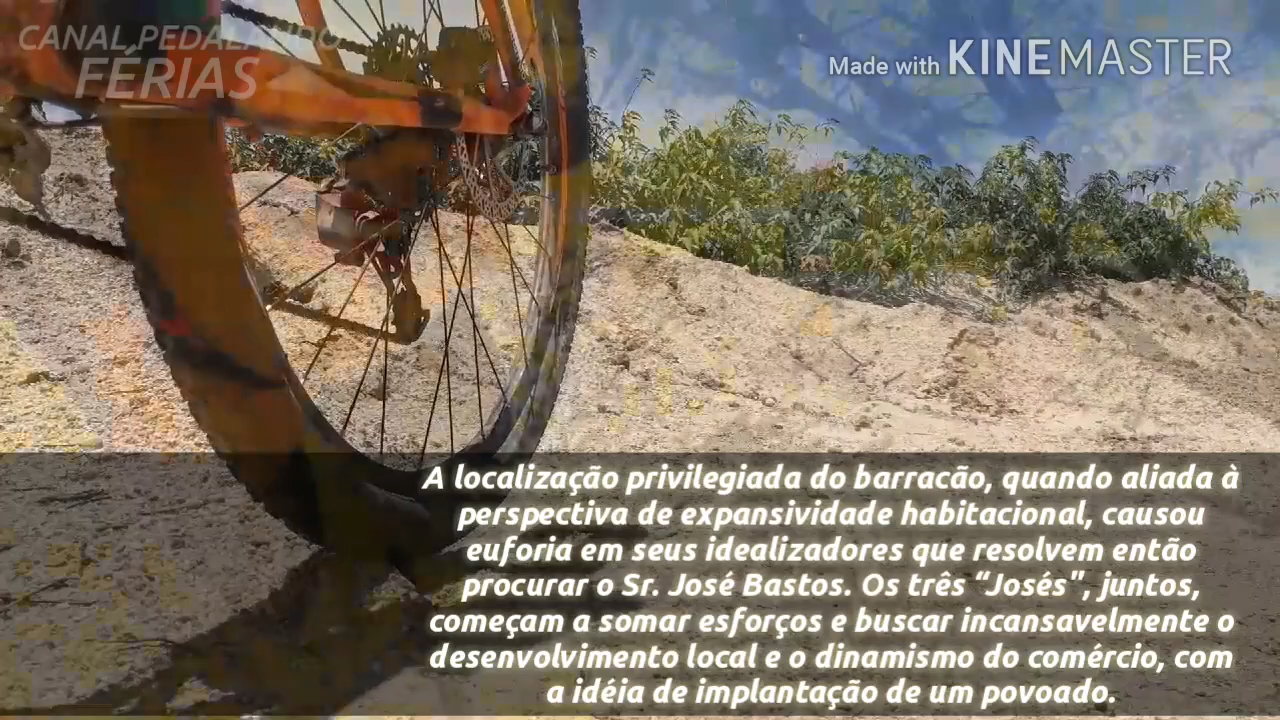 CANAL PEDALANDO
FÉRIAS
Made with KINEMASTER
A localização privilegiada do barracão, quando aliada à
perspectiva de expansividade habitacional, causou
euforia em seus idealizadores que resolvem então
procurar o Sr. José Bastos. Os três “Josés", juntos,
começam a somar esforços e buscar incansavelmente o
desenvolvimento local e o dinamismo do comércio, com
a idéia de implantação de um povoado.